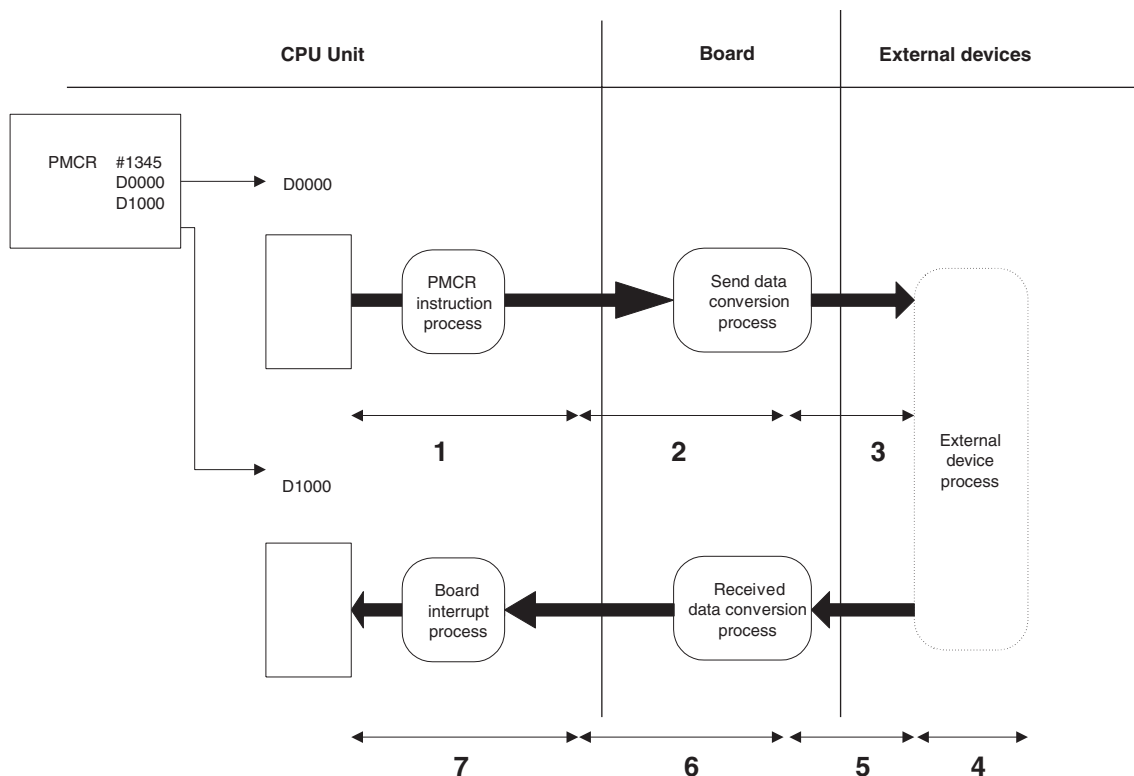 CPU Unit
Board
External devices
PMCR #1345
D0000
D1000
D0000
PMCR
instruction
process
Send data
conversion
process
1
2
3
External
device
process
D1000
Board
interrupt
process
Received
data conversion
process
7
6
5
4